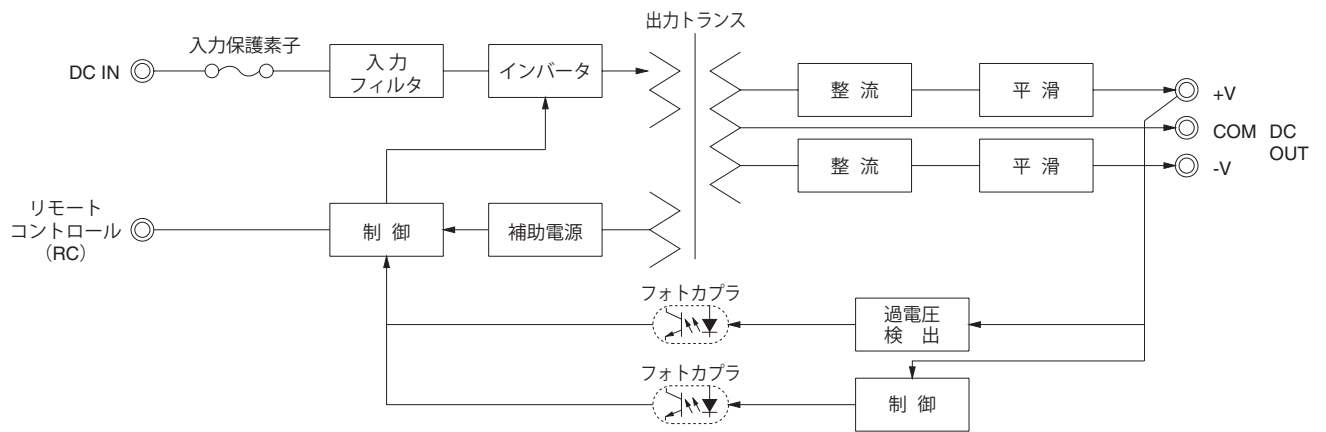 出力トランス
入力保護素子
DC IN
入 力
フィルタ
インバータ
整 流
平 滑
+V
COM DC
OUT
整 流
平 滑
-V
リモート
コントロール
（RC）
制 御
補助電源
フォトカプラ
過電圧
検 出
フォトカプラ
制 御